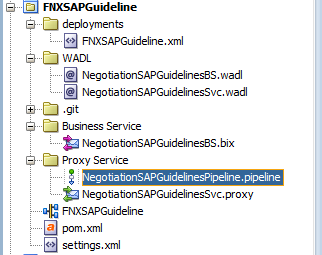 FNXSAPGuideline
deployments
FNXSAPGuideline.xml
WADL
NegotiationSAPGuidelinesBS.wadl
NegotiationSAPGuidelinesSvc.wadl
.git
Business Service
NegotiationSAPGuidelinesBS.bix
Proxy Service
NegotiationSAPGuidelinesPipeline.pipeline
NegotiationSAPGuidelinesSvc.proxy
FNXSAPGuideline
pom.xml
settings.xml